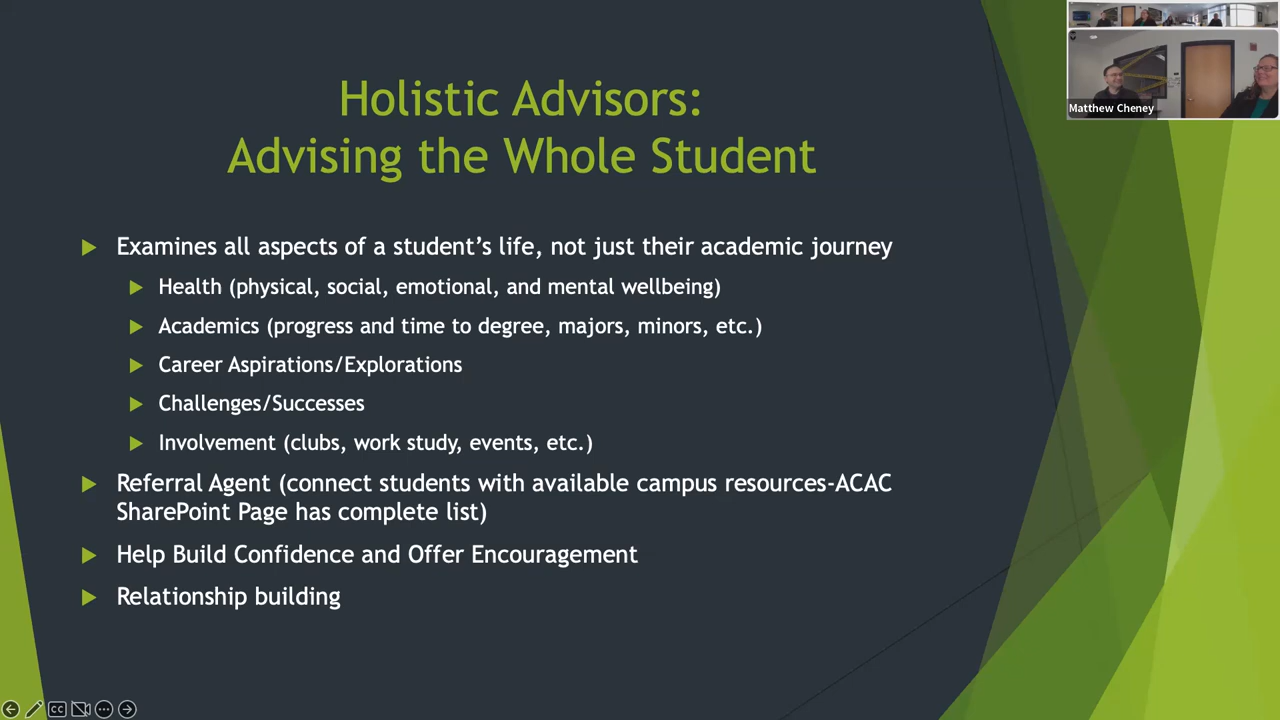 Holistic Advisors:
Advising the Whole Student
Examines all aspects of a student’s life, not just their academic journey
Health (physical, social, emotional, and mental wellbeing)
Academics (progress and time to degree, majors, minors, etc.)
Career Aspirations/Explorations
Challenges/Successes
Involvement (clubs, work study, events, etc.)
Referral Agent (connect students with available campus resources-ACAC
SharePoint Page has complete list)
Help Build Confidence and Offer Encouragement
Relationship building
Matthew Cheney
CC